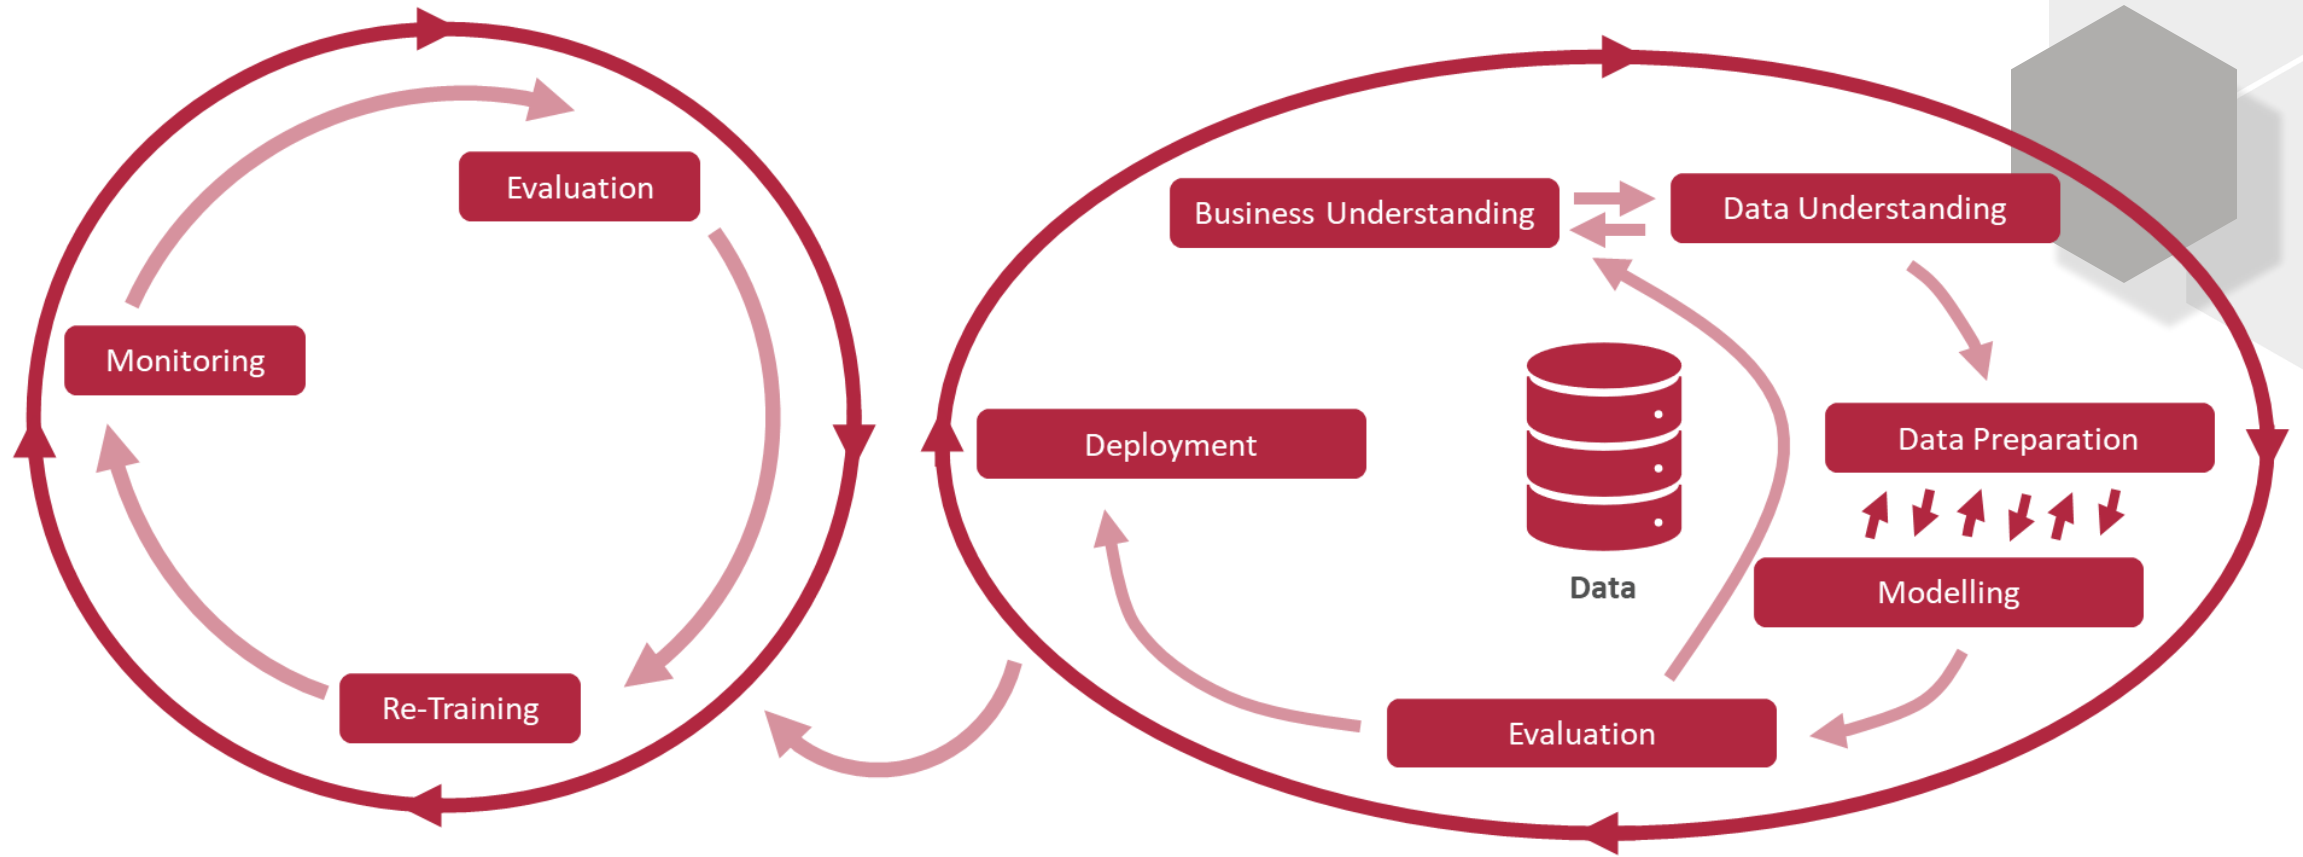 Evaluation
Monitoring
Re-Training
Business Understanding
Data Understanding
Deployment
Data Preparation
Data
Modelling
Evaluation